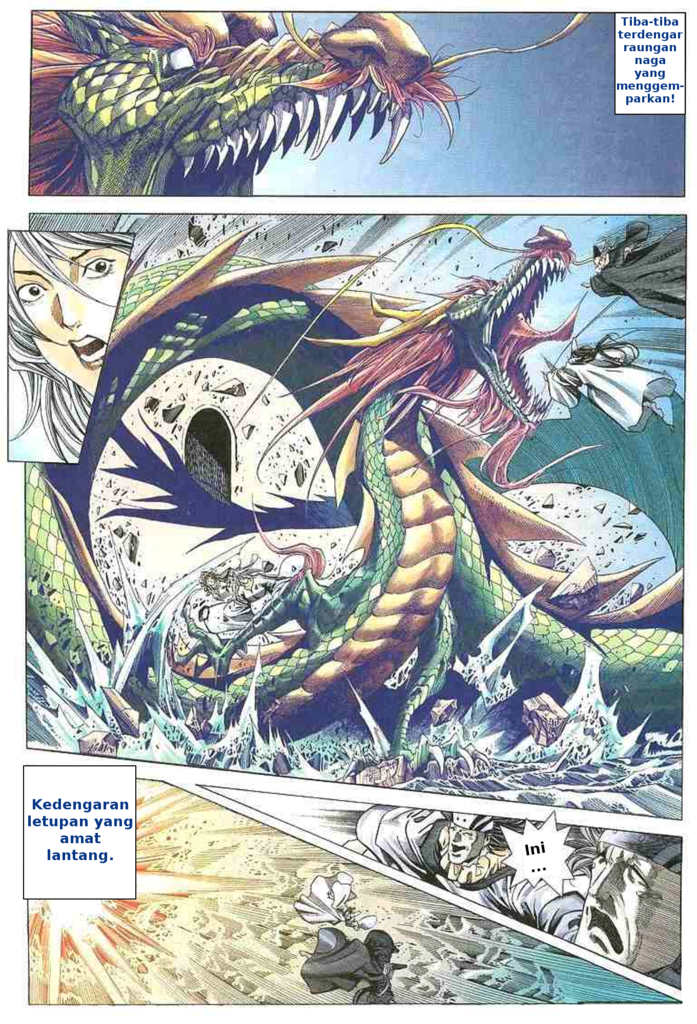 Tiba-tiba
terdengar
raungan
naga
yang
menggem-
parkan!
Kedengaran
letupan yang
amat
lantang.
Ini
...